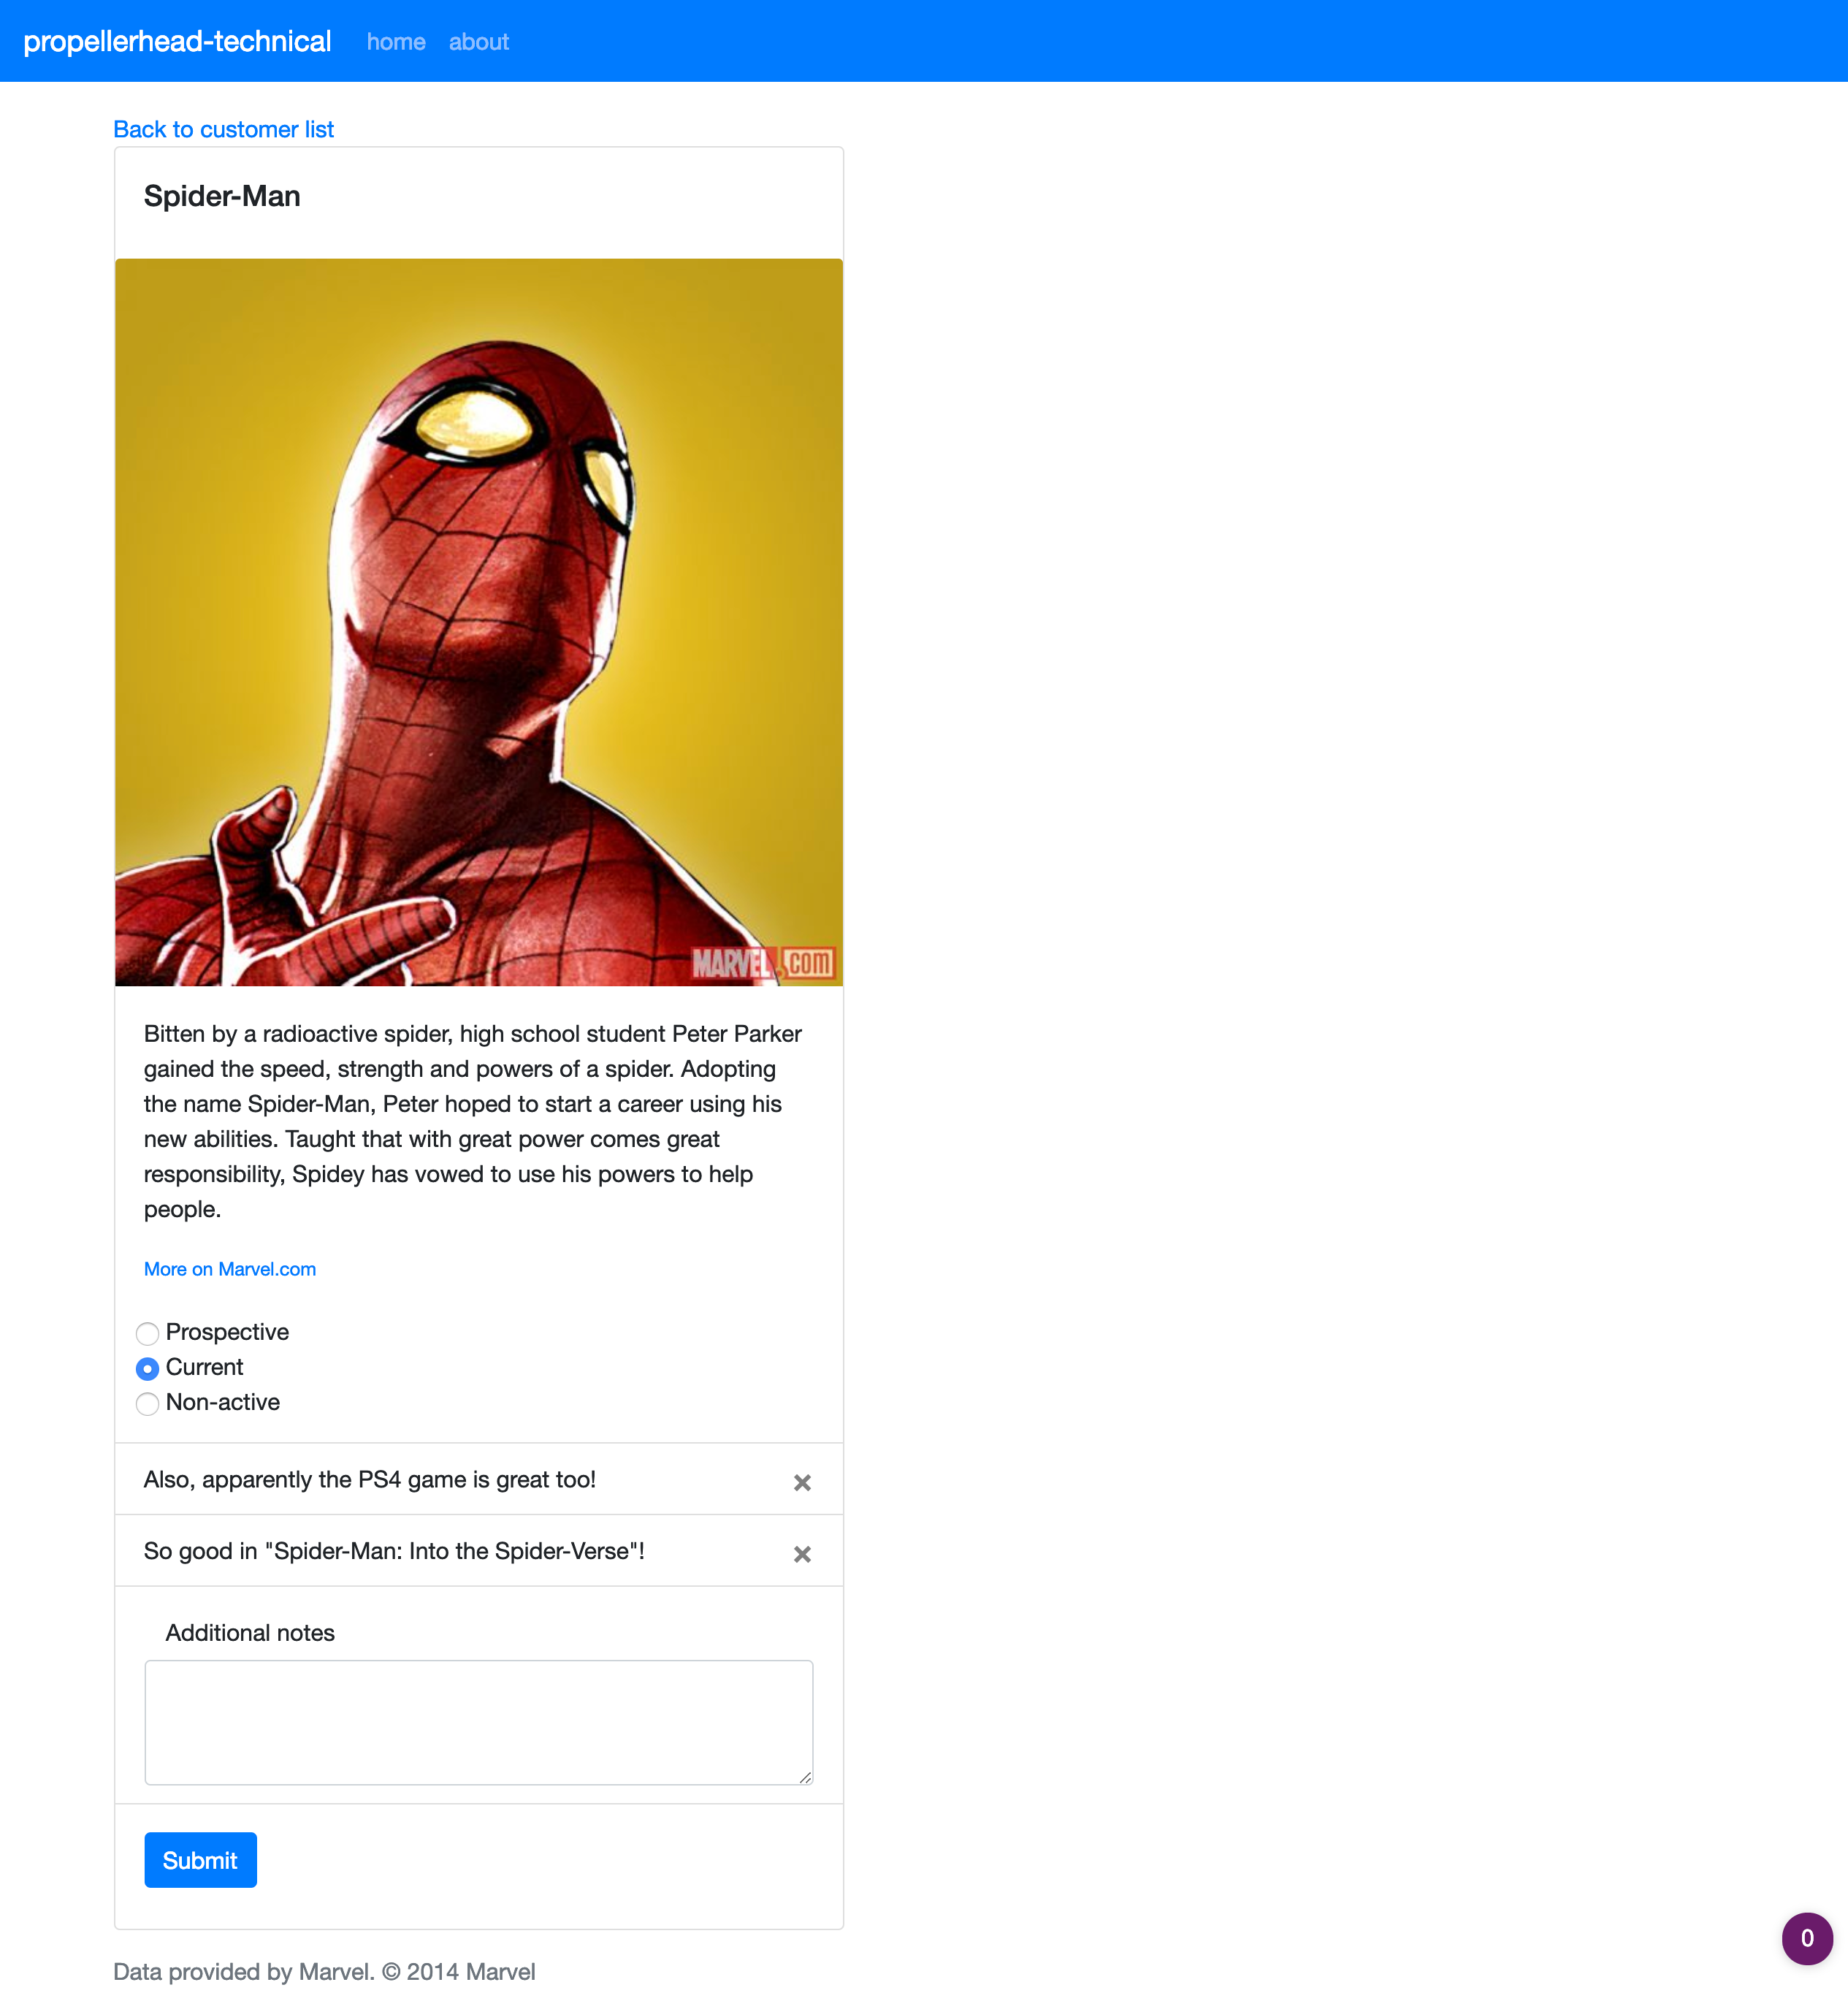 propellerhead-technical home about
Back to customer list
Spider-Man
MARVEL.com
Bitten by a radioactive spider, high school student Peter Parker
gained the speed, strength and powers of a spider. Adopting
the name Spider-Man, Peter hoped to start a career using his
new abilities. Taught that with great power comes great
responsibility, Spidey has vowed to use his powers to help
people.
More on Marvel.com
Prospective
Current
Non-active
Also, apparently the PS4 game is great too!
So good in "Spider-Man: Into the Spider-Verse"!
Additional notes
Submit
0
Data provided by Marvel. © 2014 Marvel